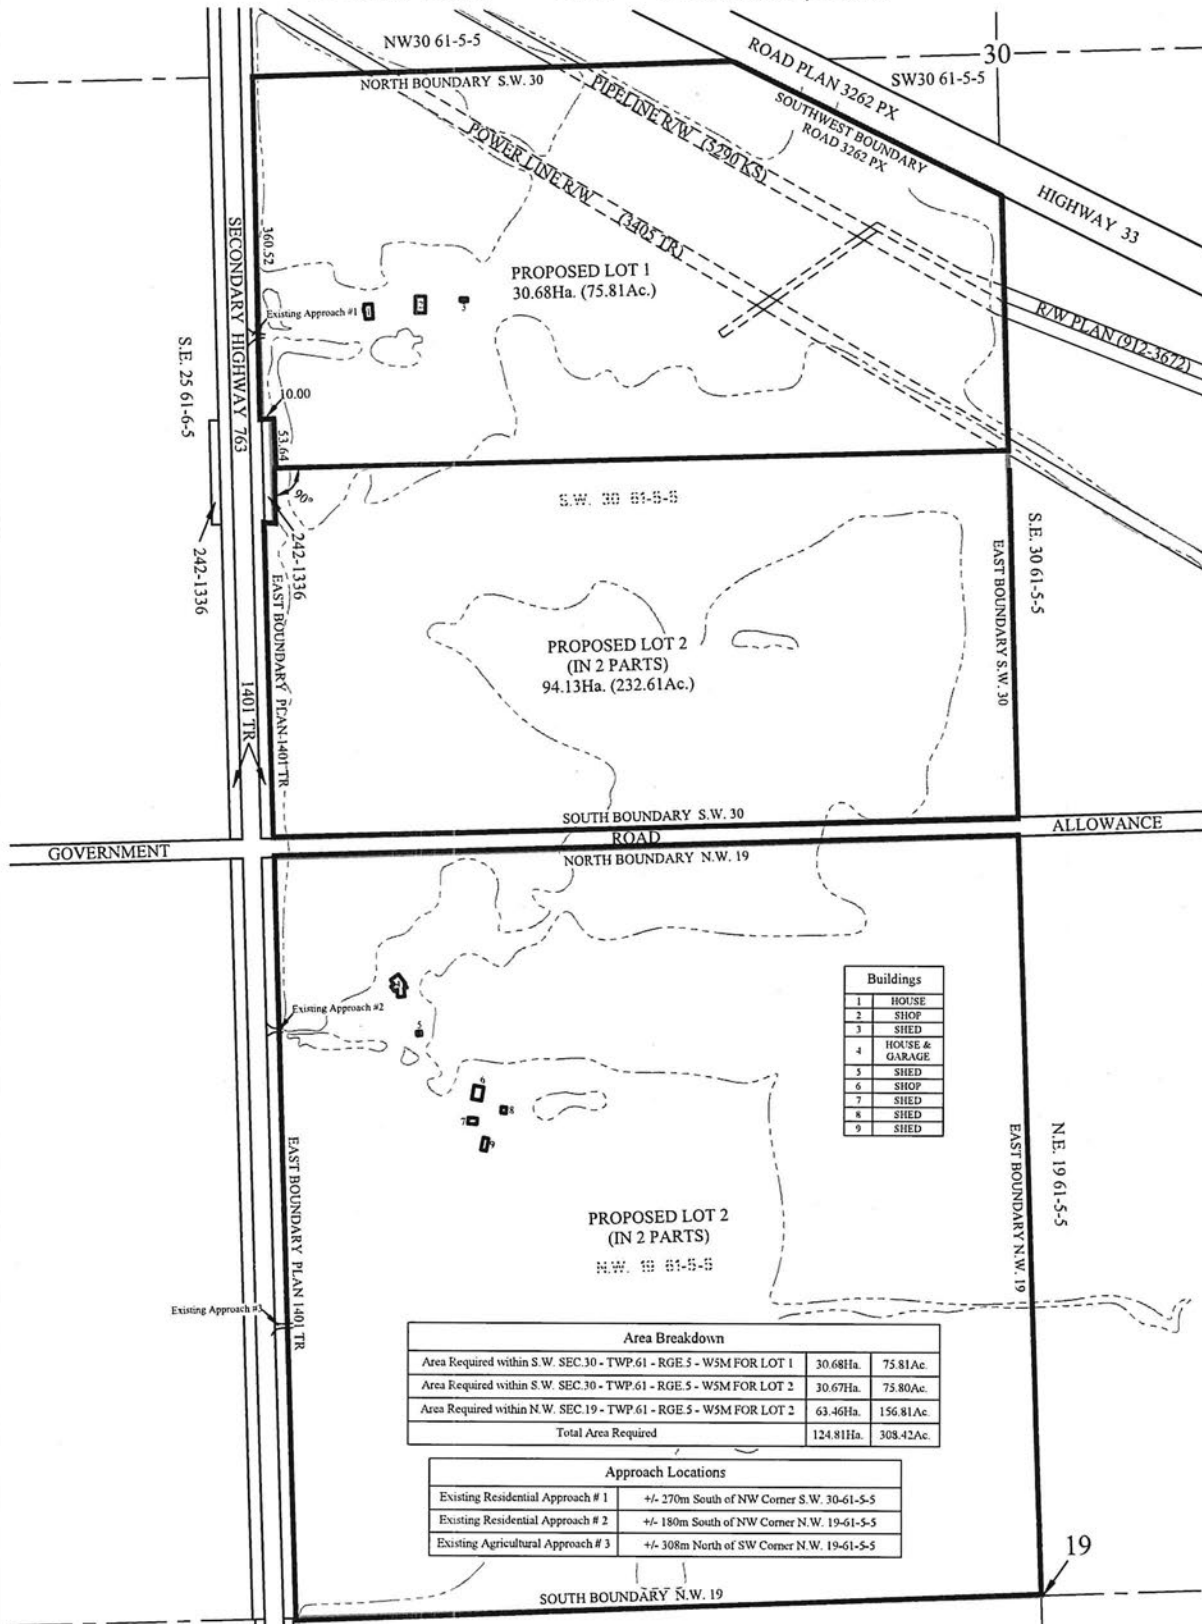 NW30 61-5-5
30
SW30 61-5-5
ROAD PLAN 3262 PX
NORTH BOUNDARY S.W. 30
PIPELINE R/W (5290 KS)
SOUTHWEST BOUNDARY
ROAD 3262 PX
POWER LINE R/W (3405 TR)
HIGHWAY 33
SECONDARY HIGHWAY 763
360.52
PROPOSED LOT 1
30.68Ha. (75.81Ac.)
1
2
3
Existing Approach #1
R/W PLAN (912-3672)
S.E. 25 61-6-5
10.00
53.64
90°
S.W. 30 61-5-5
242-1336
242-1336
S.E. 30 61-5-5
EAST BOUNDARY S.W. 30
EAST BOUNDARY PLAN-1401 TR
PROPOSED LOT 2
(IN 2 PARTS)
94.13Ha. (232.61Ac.)
1401 TR
SOUTH BOUNDARY S.W. 30
GOVERNMENT
ROAD
ALLOWANCE
NORTH BOUNDARY N.W. 19
4
Existing Approach #2
5
6
7
8
9
Buildings
1 HOUSE
2 SHOP
3 SHED
4 HOUSE &
GARAGE
5 SHED
6 SHOP
7 SHED
8 SHED
9 SHED
EAST BOUNDARY PLAN 1401 TR
EAST BOUNDARY N.W. 19
N.E. 19 61-5-5
PROPOSED LOT 2
(IN 2 PARTS)
N.W. 19 61-5-5
Existing Approach #3
Area Breakdown
Area Required within S.W. SEC.30 - TWP.61 - RGE.5 - W5M FOR LOT 1 30.68Ha. 75.81Ac.
Area Required within S.W. SEC.30 - TWP.61 - RGE.5 - W5M FOR LOT 2 30.67Ha. 75.80Ac.
Area Required within N.W. SEC.19 - TWP.61 - RGE.5 - W5M FOR LOT 2 63.46Ha. 156.81Ac.
Total Area Required 124.81Ha. 308.42Ac.
Approach Locations
Existing Residential Approach # 1 +/- 270m South of NW Corner S.W. 30-61-5-5
Existing Residential Approach # 2 +/- 180m South of NW Corner N.W. 19-61-5-5
Existing Agricultural Approach # 3 +/- 308m North of SW Corner N.W. 19-61-5-5
19
SOUTH BOUNDARY N.W. 19